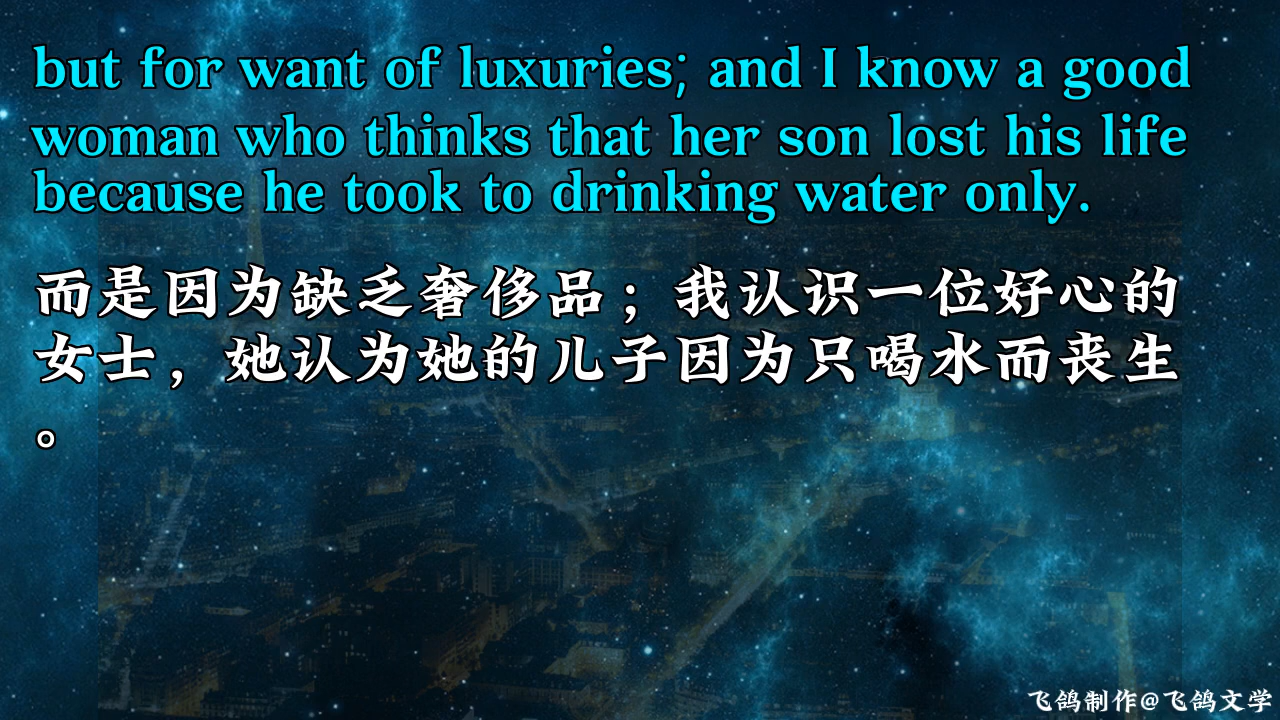 but for want of luxuries; and I know a good
woman who thinks that her son lost his life
because he took to drinking water only.
而是因为缺乏奢侈品；我认识一位好心的
女士，她认为她的儿子因为只喝水而丧生
。
飞鸽制作@飞鸽文学